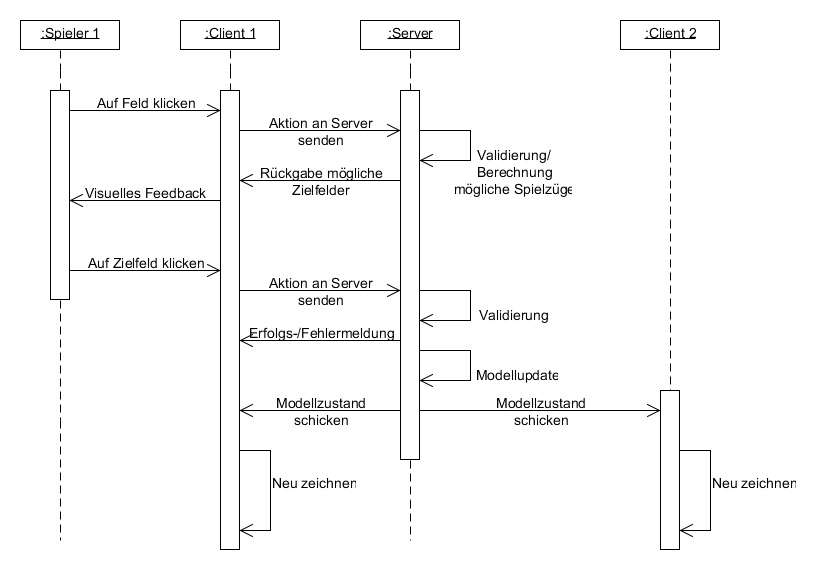 :Spieler 1
:Client 1
:Server
:Client 2
Auf Feld klicken
Aktion an Server
senden
Validierung/
Berechnung
mögliche Spielzüge
Rückgabe mögliche
Zielfelder
Visuelles Feedback
Auf Zielfeld klicken
Aktion an Server
senden
Validierung
Erfolgs-/Fehlermeldung
Modellupdate
Modellzustand
schicken
Modellzustand
schicken
Neu zeichnen
Neu zeichnen